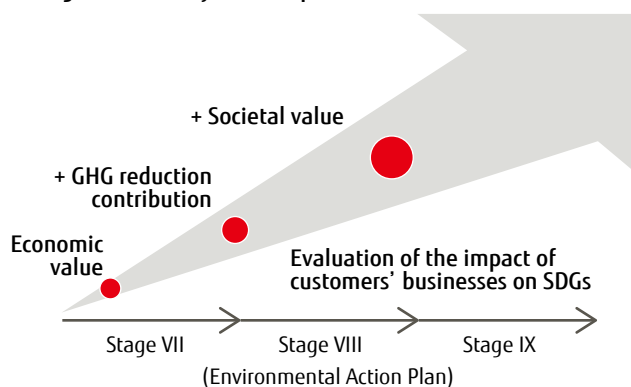 + Societal value
+ GHG reduction
contribution
Economic
value
Evaluation of the impact of
customers’ businesses on SDGs
Stage VII
Stage VIII
Stage IX
(Environmental Action Plan)